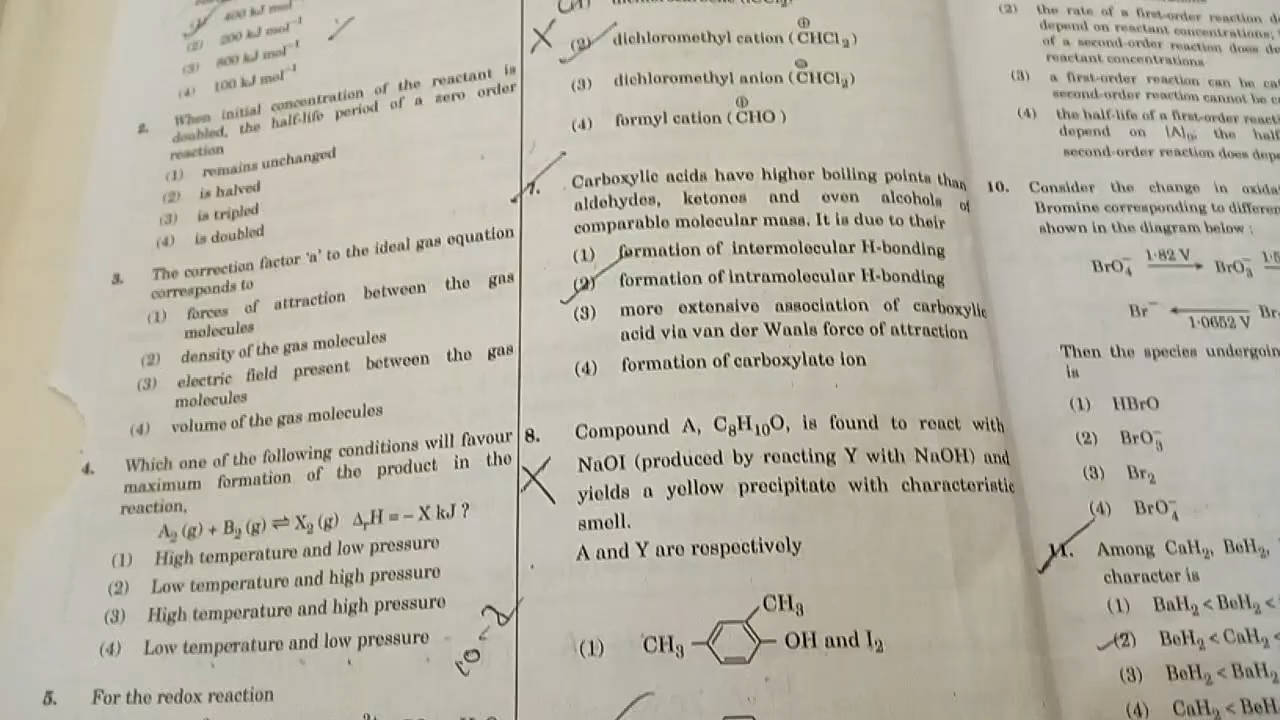 400 kJ mol
(2) 200 kJ mol⁻¹
(3) 800 kJ mol⁻¹
(4) 100 kJ mol⁻¹
2. When initial concentration of the reactant is
doubled, the half-life period of a zero order
reaction
(1) remains unchanged
(2) is halved
(3) is tripled
(4) is doubled
3. The correction factor 'a' to the ideal gas equation
corresponds to
(1) forces of attraction between the gas
molecules
(2) density of the gas molecules
(3) electric field present between the gas
molecules
(4) volume of the gas molecules
4. Which one of the following conditions will favour
maximum formation of the product in the
reaction,
A₂ (g) + B₂ (g) ⇌ X₂ (g) ΔᵣH = – X kJ ?
(1) High temperature and low pressure
(2) Low temperature and high pressure
(3) High temperature and high pressure
(4) Low temperature and low pressure
5. For the redox reaction
(2) dichloromethyl cation (⊕CHCl₂)
(3) dichloromethyl anion (⊖CHCl₂)
(4) formyl cation (⊕CHO)
7. Carboxylic acids have higher boiling points than
aldehydes, ketones and even alcohols of
comparable molecular mass. It is due to their
(1) formation of intermolecular H-bonding
(2) formation of intramolecular H-bonding
(3) more extensive association of carboxylic
acid via van der Waals force of attraction
(4) formation of carboxylate ion
8. Compound A, C₈H₁₀O, is found to react with
NaOI (produced by reacting Y with NaOH) and
yields a yellow precipitate with characteristic
smell.
A and Y are respectively
CH₃
(1) CH₃ OH and I₂
(2) the rate of a first-order reaction
depend on reactant concentrations;
of a second-order reaction does
reactant concentrations
(3) a first-order reaction can be
second-order reaction cannot be
(4) the half-life of a first-order
depend on [A]₀; the
second-order reaction does
10. Consider the change in
Bromine corresponding to
shown in the diagram below :
BrO₄⁻ 1·82 V BrO₃⁻ 1·5
Br⁻ 1·0652 V Br
Then the species
is
(1) HBrO
(2) BrO₃⁻
(3) Br₂
(4) BrO₄⁻
11. Among CaH₂, BeH₂,
character is
(1) BaH₂ < BeH₂ <
(2) BeH₂ < CaH₂ <
(3) BeH₂ < BaH₂
(4) CaH₂ < BeH